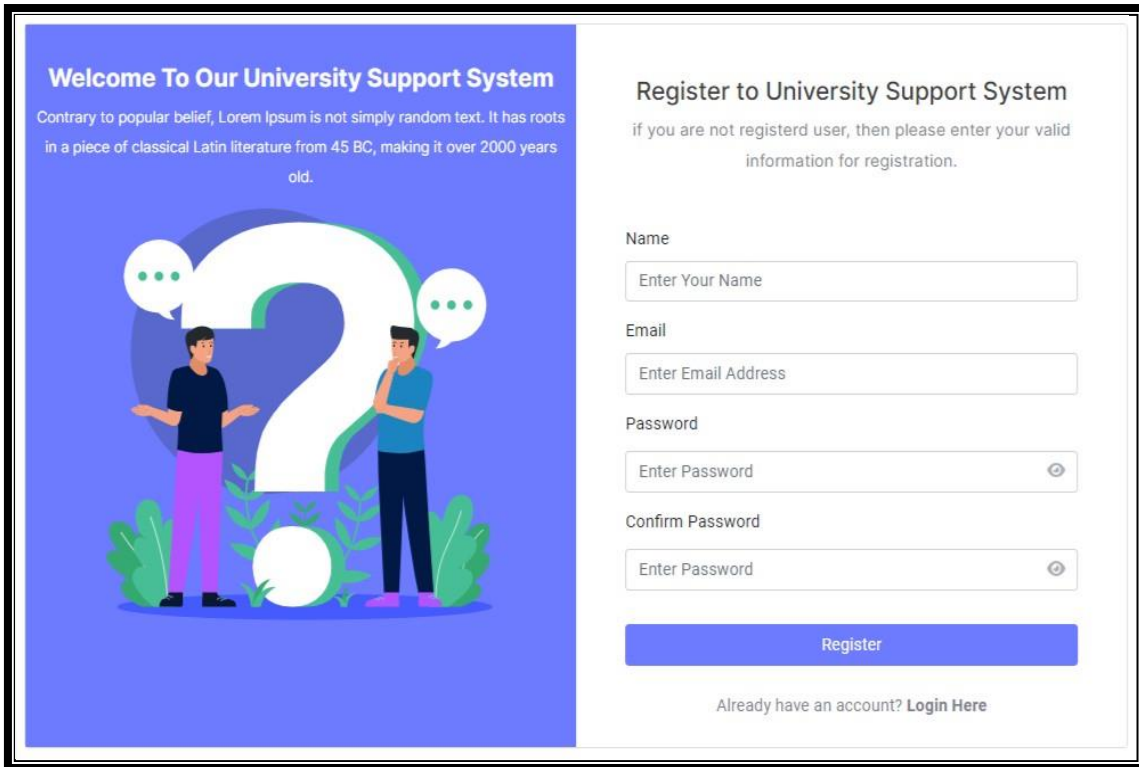 Welcome To Our University Support System
Contrary to popular belief, Lorem Ipsum is not simply random text. It has roots
in a piece of classical Latin literature from 45 BC, making it over 2000 years
old.
Register to University Support System
if you are not registerd user, then please enter your valid
information for registration.
Name
Enter Your Name
Email
Enter Email Address
Password
Enter Password
Confirm Password
Enter Password
Register
Already have an account? Login Here